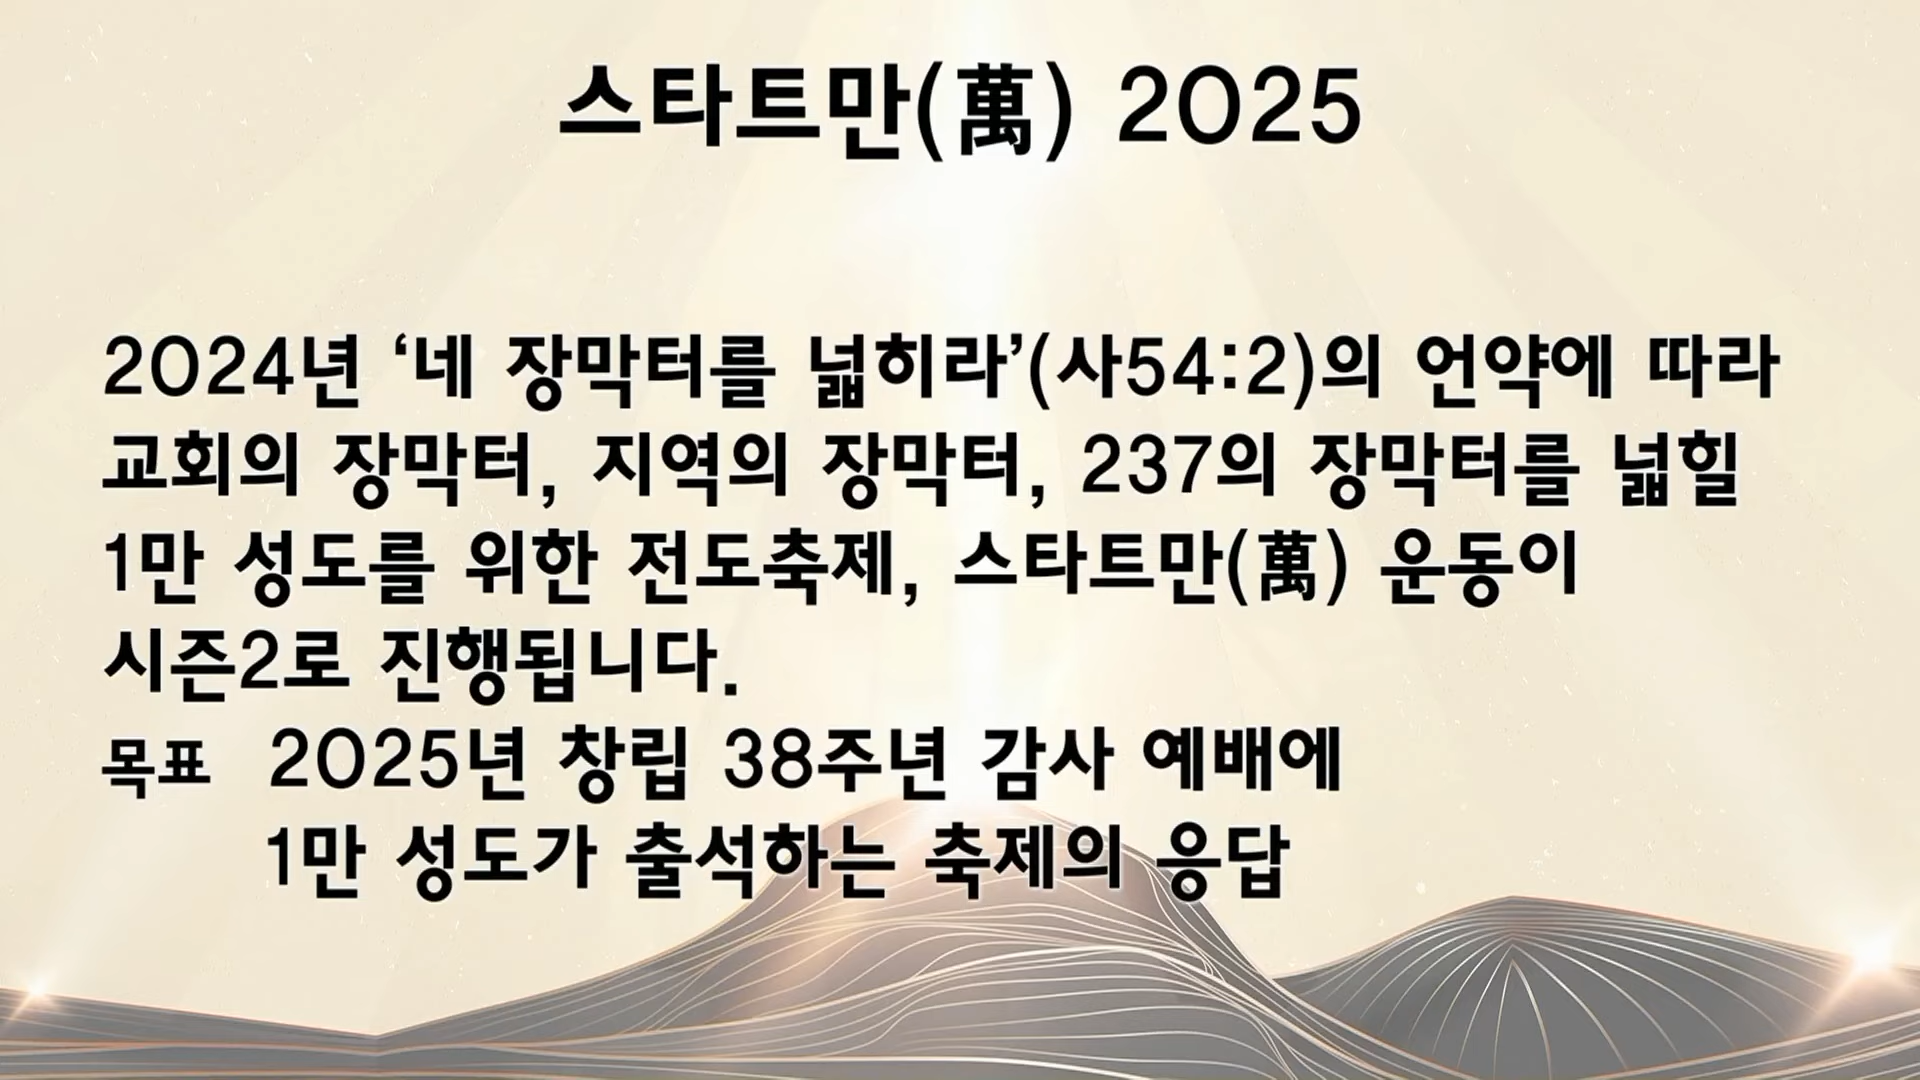 스타트만(萬) 2025
2024년 ‘네 장막터를 넓히라’(사54:2)의 언약에 따라
교회의 장막터, 지역의 장막터, 237의 장막터를 넓힐
1만 성도를 위한 전도축제, 스타트만(萬) 운동이
시즌2로 진행됩니다.
목표 2025년 창립 38주년 감사 예배에
1만 성도가 출석하는 축제의 응답